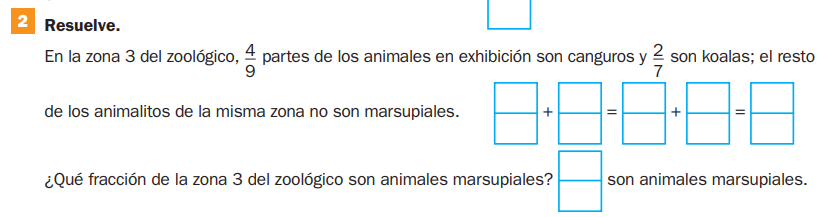 2 Resuelve.
En la zona 3 del zoológico, 4/9 partes de los animales en exhibición son canguros y 2/7 son koalas; el resto
de los animalitos de la misma zona no son marsupiales. + = + =
¿Qué fracción de la zona 3 del zoológico son animales marsupiales? son animales marsupiales.